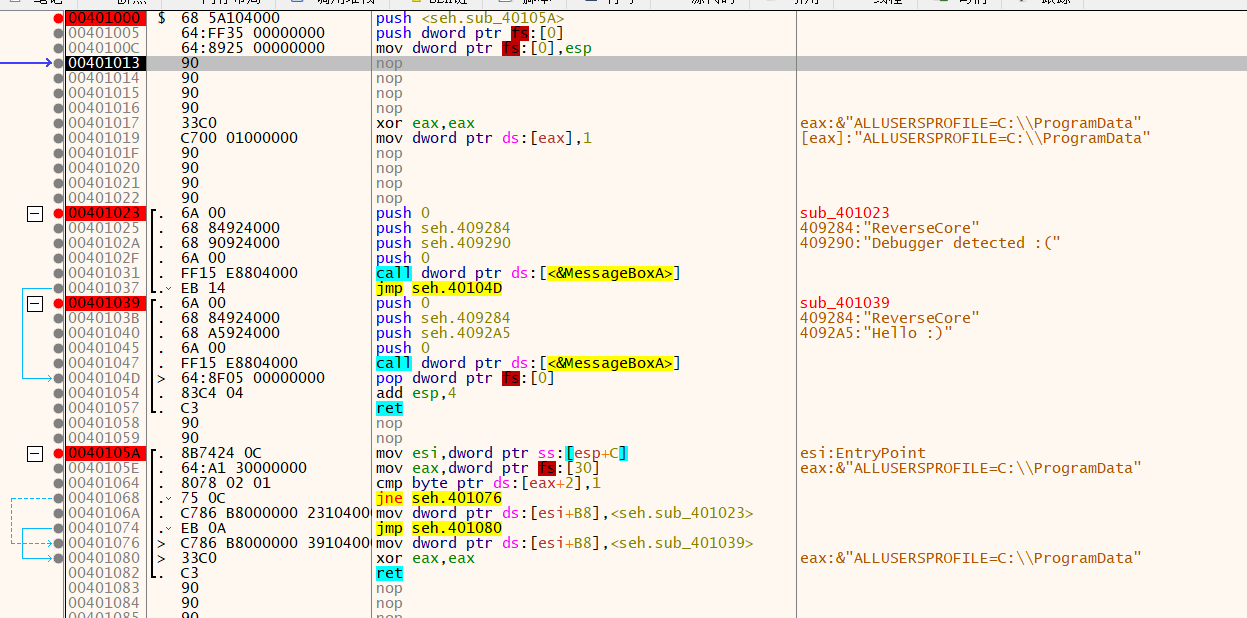 00401000 $ 68 5A104000 push <seh.sub_40105A>
00401005 64:FF35 00000000 push dword ptr fs:[0]
0040100C 64:8925 00000000 mov dword ptr fs:[0],esp
00401013 90 nop
00401014 90 nop
00401015 90 nop
00401016 90 nop
00401017 33C0 xor eax,eax eax:&"ALLUSERSPROFILE=C:\\ProgramData"
00401019 C700 01000000 mov dword ptr ds:[eax],1 [eax]:"ALLUSERSPROFILE=C:\\ProgramData"
0040101F 90 nop
00401020 90 nop
00401021 90 nop
00401022 90 nop
00401023 . 6A 00 push 0 sub_401023
00401025 . 68 84924000 push seh.409284 409284:"ReverseCore"
0040102A . 68 90924000 push seh.409290 409290:"Debugger detected :("
0040102F . 6A 00 push 0
00401031 . FF15 E8804000 call dword ptr ds:[<&MessageBoxA>]
00401037 . EB 14 jmp seh.40104D
00401039 . 6A 00 push 0 sub_401039
0040103B . 68 84924000 push seh.409284 409284:"ReverseCore"
00401040 . 68 A5924000 push seh.4092A5 4092A5:"Hello :)"
00401045 . 6A 00 push 0
00401047 . FF15 E8804000 call dword ptr ds:[<&MessageBoxA>]
0040104D > 64:8F05 00000000 pop dword ptr fs:[0]
00401054 . 83C4 04 add esp,4
00401057 . C3 ret
00401058 90 nop
00401059 90 nop
0040105A . 8B7424 0C mov esi,dword ptr ss:[esp+C] esi:EntryPoint
0040105E . 64:A1 30000000 mov eax,dword ptr fs:[30] eax:&"ALLUSERSPROFILE=C:\\ProgramData"
00401064 . 8078 02 01 cmp byte ptr ds:[eax+2],1
00401068 . 75 0C jne seh.401076
0040106A . C786 B8000000 23104000 mov dword ptr ds:[esi+B8],<seh.sub_401023>
00401074 . EB 0A jmp seh.401080
00401076 > C786 B8000000 39104000 mov dword ptr ds:[esi+B8],<seh.sub_401039>
00401080 > 33C0 xor eax,eax eax:&"ALLUSERSPROFILE=C:\\ProgramData"
00401082 . C3 ret
00401083 90 nop
00401084 90 nop